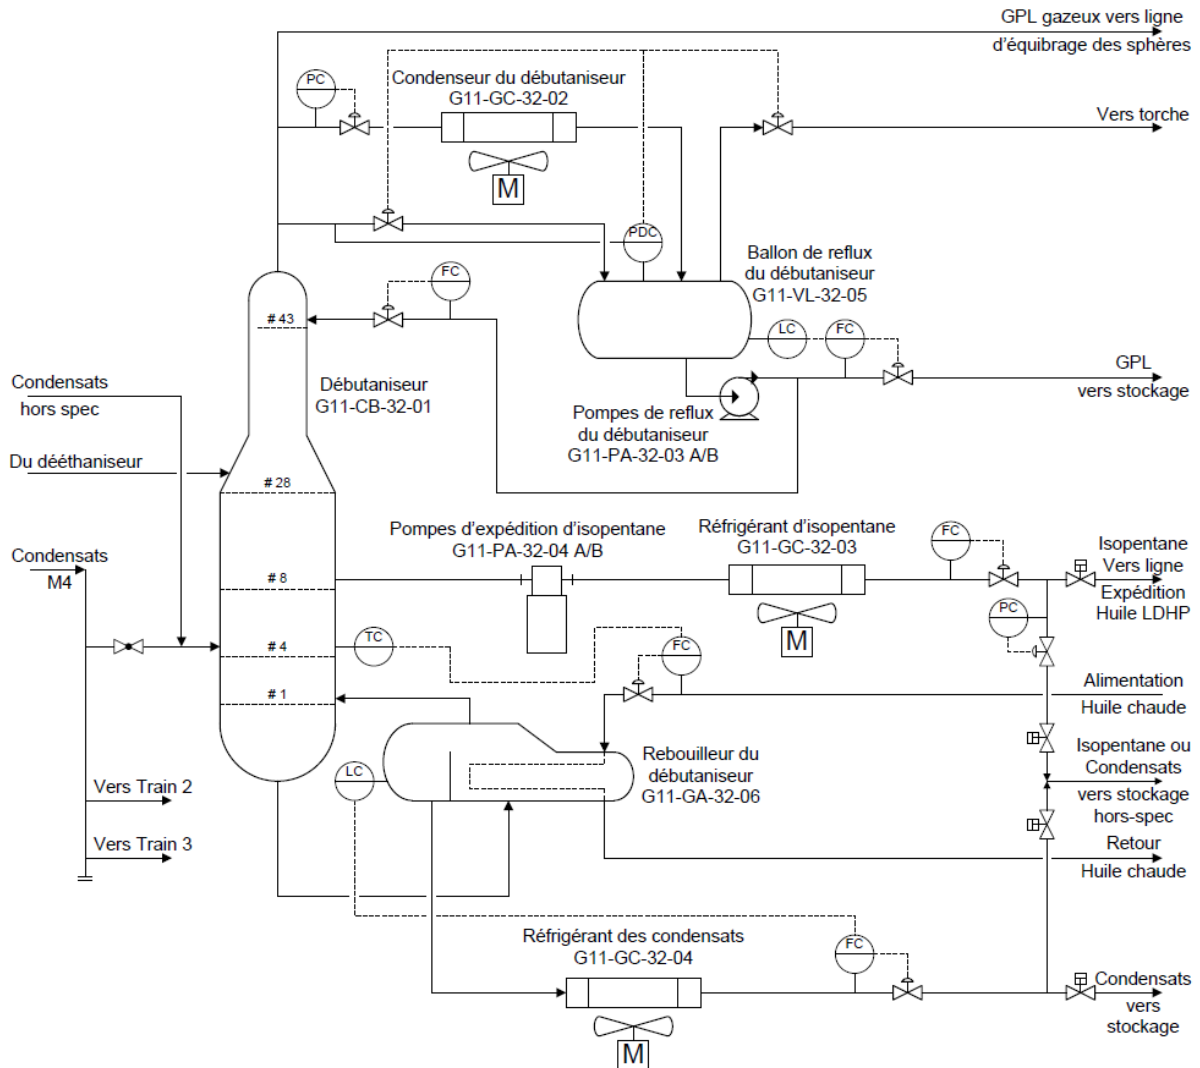 GPL gazeux vers ligne
d'équibrage des sphères
PC
Condenseur du débutaniseur
G11-GC-32-02
M
Vers torche
PDC
Ballon de reflux
du débutaniseur
G11-VL-32-05
FC
# 43
LC
FC
GPL
vers stockage
Condensats
hors spec
Débutaniseur
G11-CB-32-01
Pompes de reflux
du débutaniseur
G11-PA-32-03 A/B
Du dééthaniseur
# 28
Pompes d'expédition d'isopentane
G11-PA-32-04 A/B
Réfrigérant d'isopentane
G11-GC-32-03
FC
Isopentane
Vers ligne
Expédition
Huile LDHP
Condensats
M4
# 8
PC
M
# 4
TC
FC
# 1
Alimentation
Huile chaude
Rebouilleur du
débutaniseur
G11-GA-32-06
LC
Isopentane ou
Condensats
vers stockage
hors-spec
Vers Train 2
Vers Train 3
Retour
Huile chaude
Réfrigérant des condensats
G11-GC-32-04
FC
M
Condensats
vers
stockage